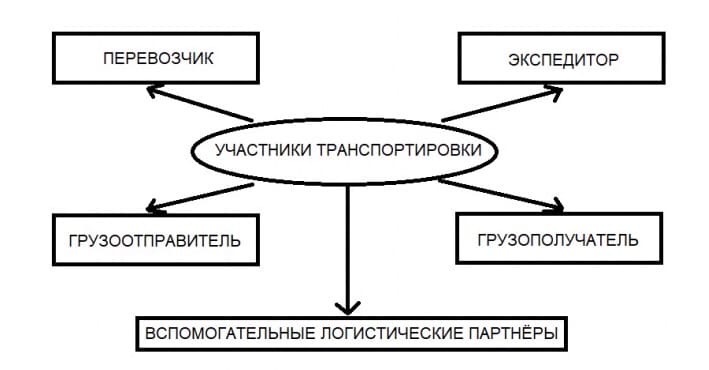 ПЕРЕВОЗЧИК
ЭКСПЕДИТОР
УЧАСТНИКИ ТРАНСПОРТИРОВКИ
ГРУЗООТПРАВИТЕЛЬ
ГРУЗОПОЛУЧАТЕЛЬ
ВСПОМОГАТЕЛЬНЫЕ ЛОГИСТИЧЕСКИЕ ПАРТНЁРЫ